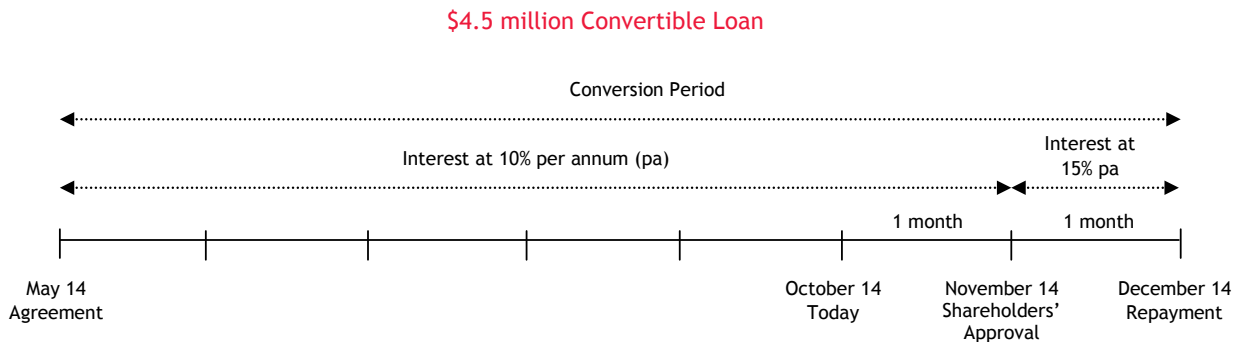 $4.5 million Convertible Loan
Conversion Period
Interest at 10% per annum (pa)
Interest at
15% pa
1 month
1 month
May 14
Agreement
October 14
Today
November 14
Shareholders’
Approval
December 14
Repayment